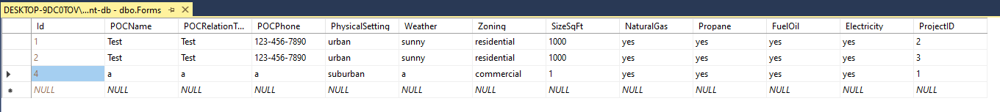 DESKTOP-9DC0TOV\...nt-db - dbo.Forms
Id POCName POCRelationT... POCPhone PhysicalSetting Weather Zoning SizeSqFt NaturalGas Propane FuelOil Electricity ProjectID
1 Test Test 123-456-7890 urban sunny residential 1000 yes yes yes yes 2
2 Test Test 123-456-7890 urban sunny residential 1000 yes yes yes yes 3
4 a a a suburban a commercial 1 yes yes yes yes 1
NULL NULL NULL NULL NULL NULL NULL NULL NULL NULL NULL NULL NULL